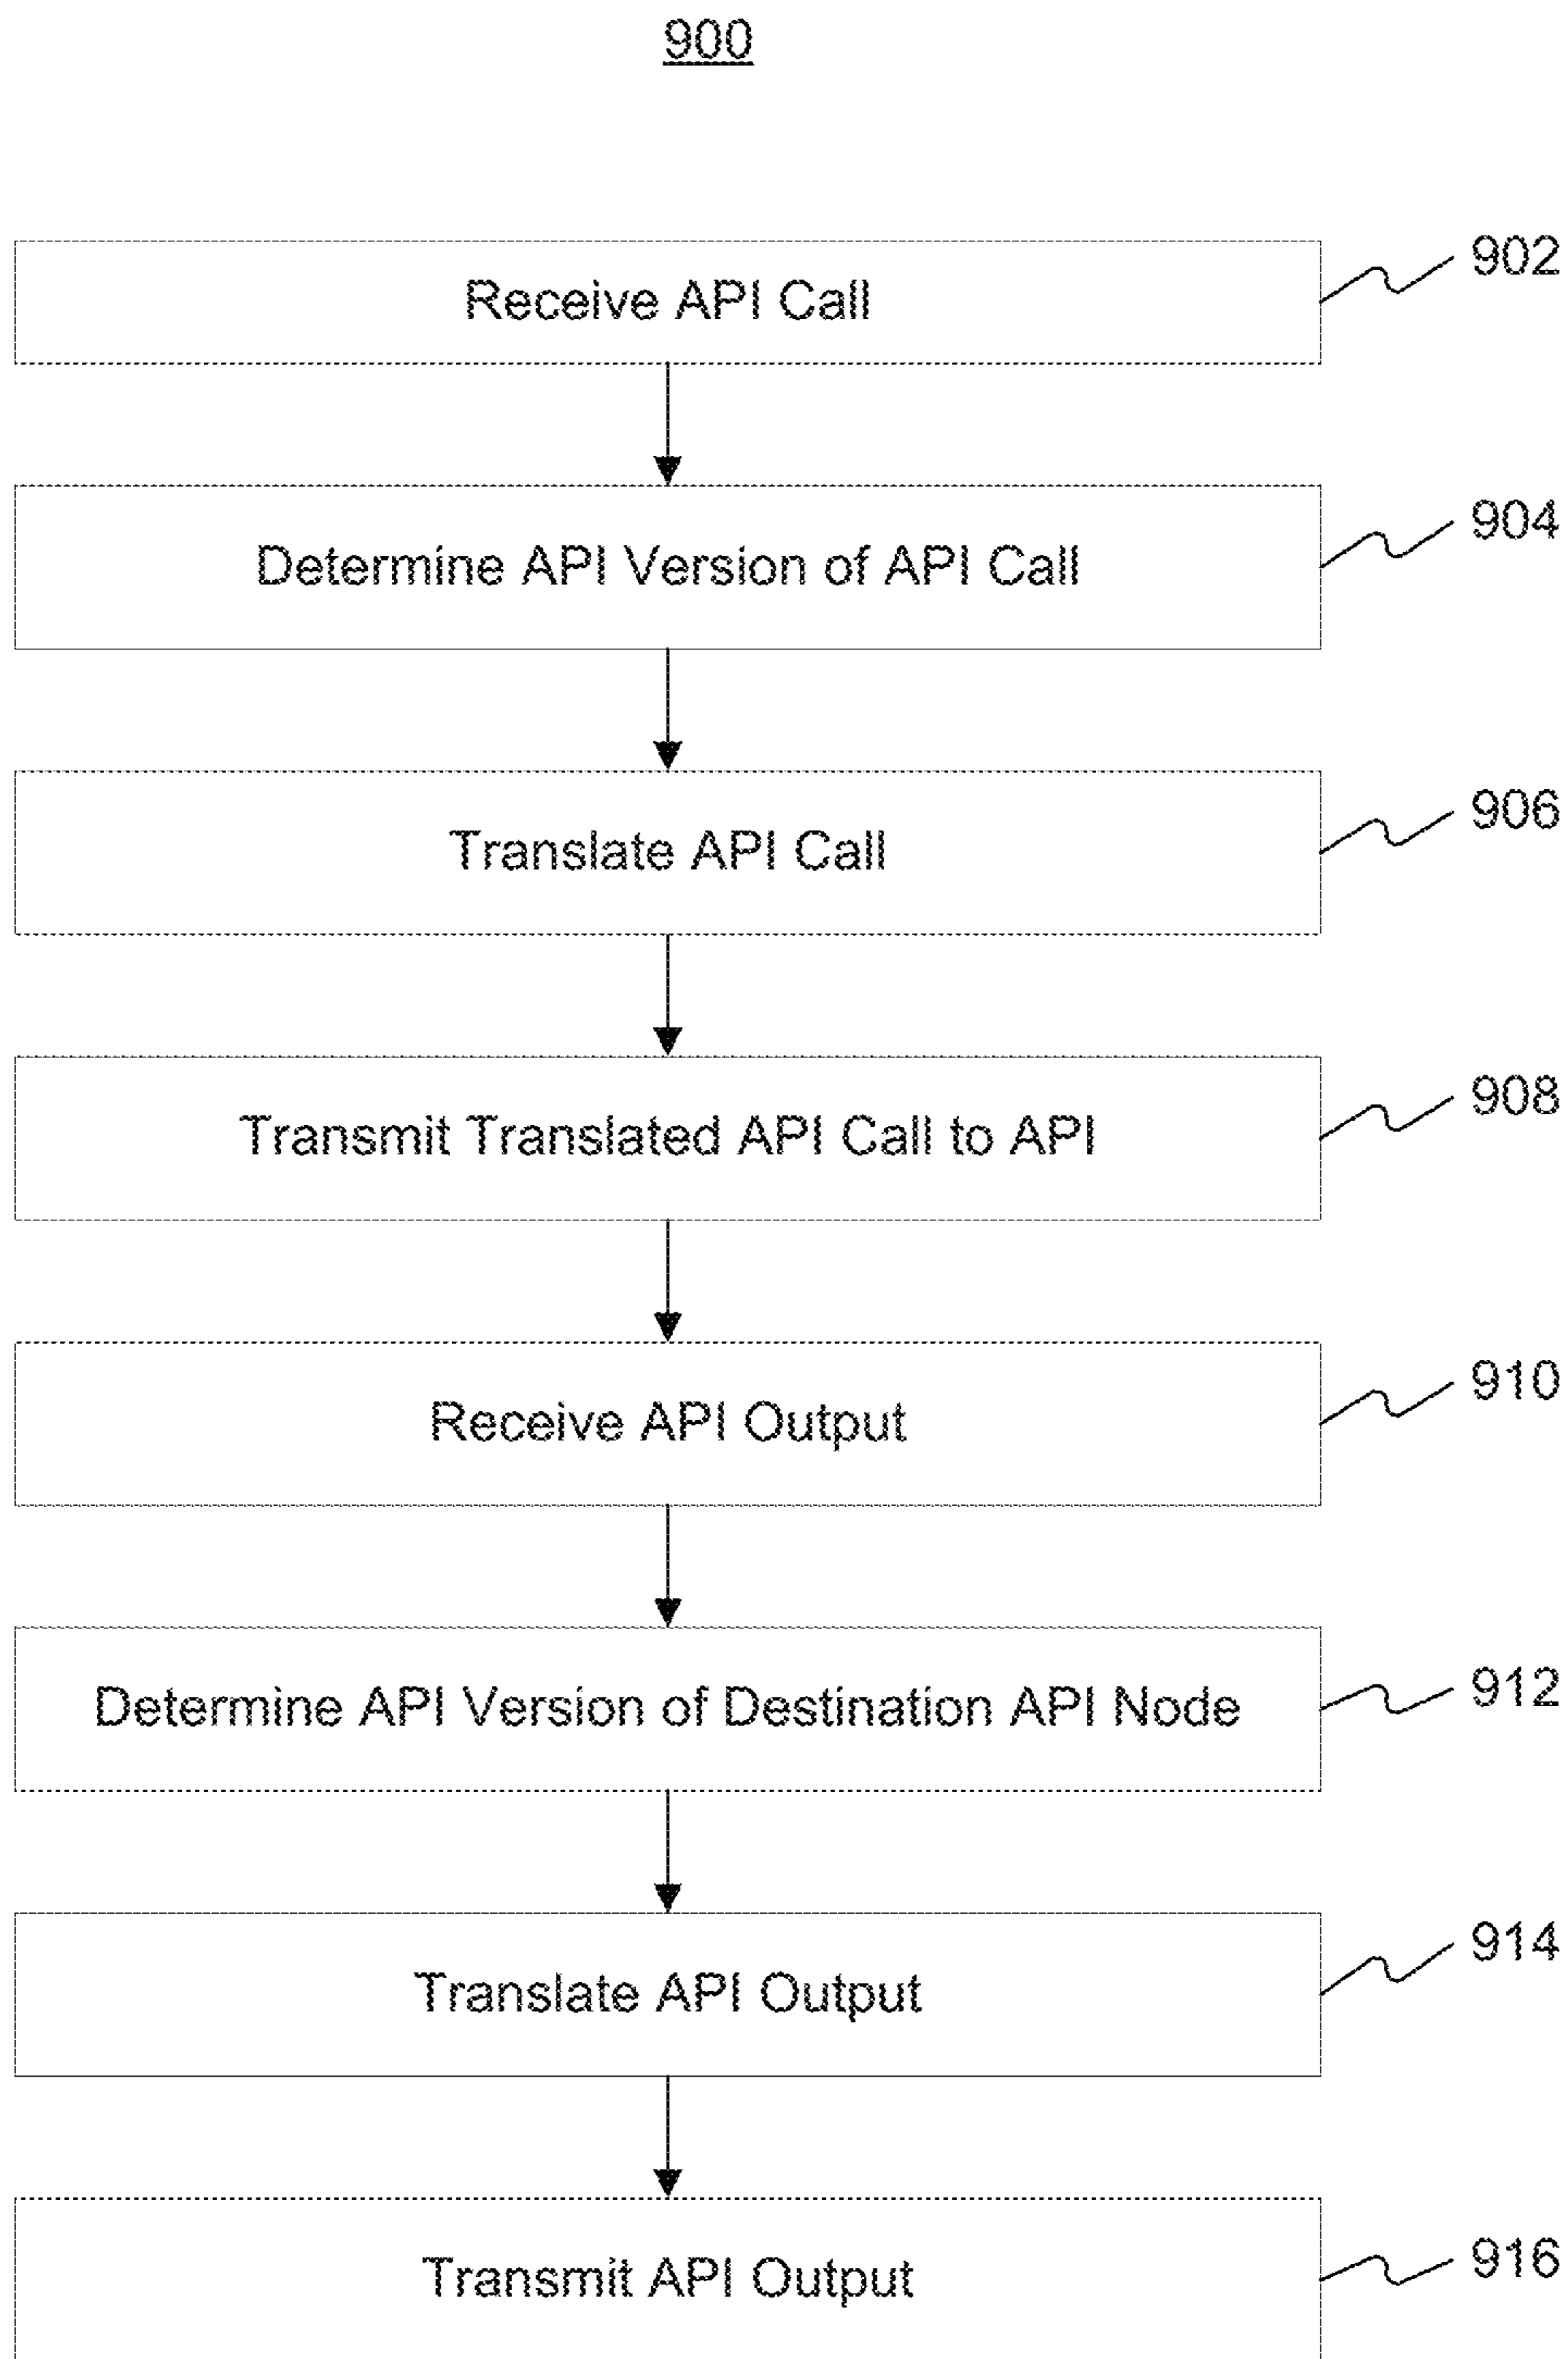 900
Receive API Call
902
Determine API Version of API Call
904
Translate API Call
906
Transmit Translated API Call to API
908
Receive API Output
910
Determine API Version of Destination API Node
912
Translate API Output
914
Transmit API Output
916